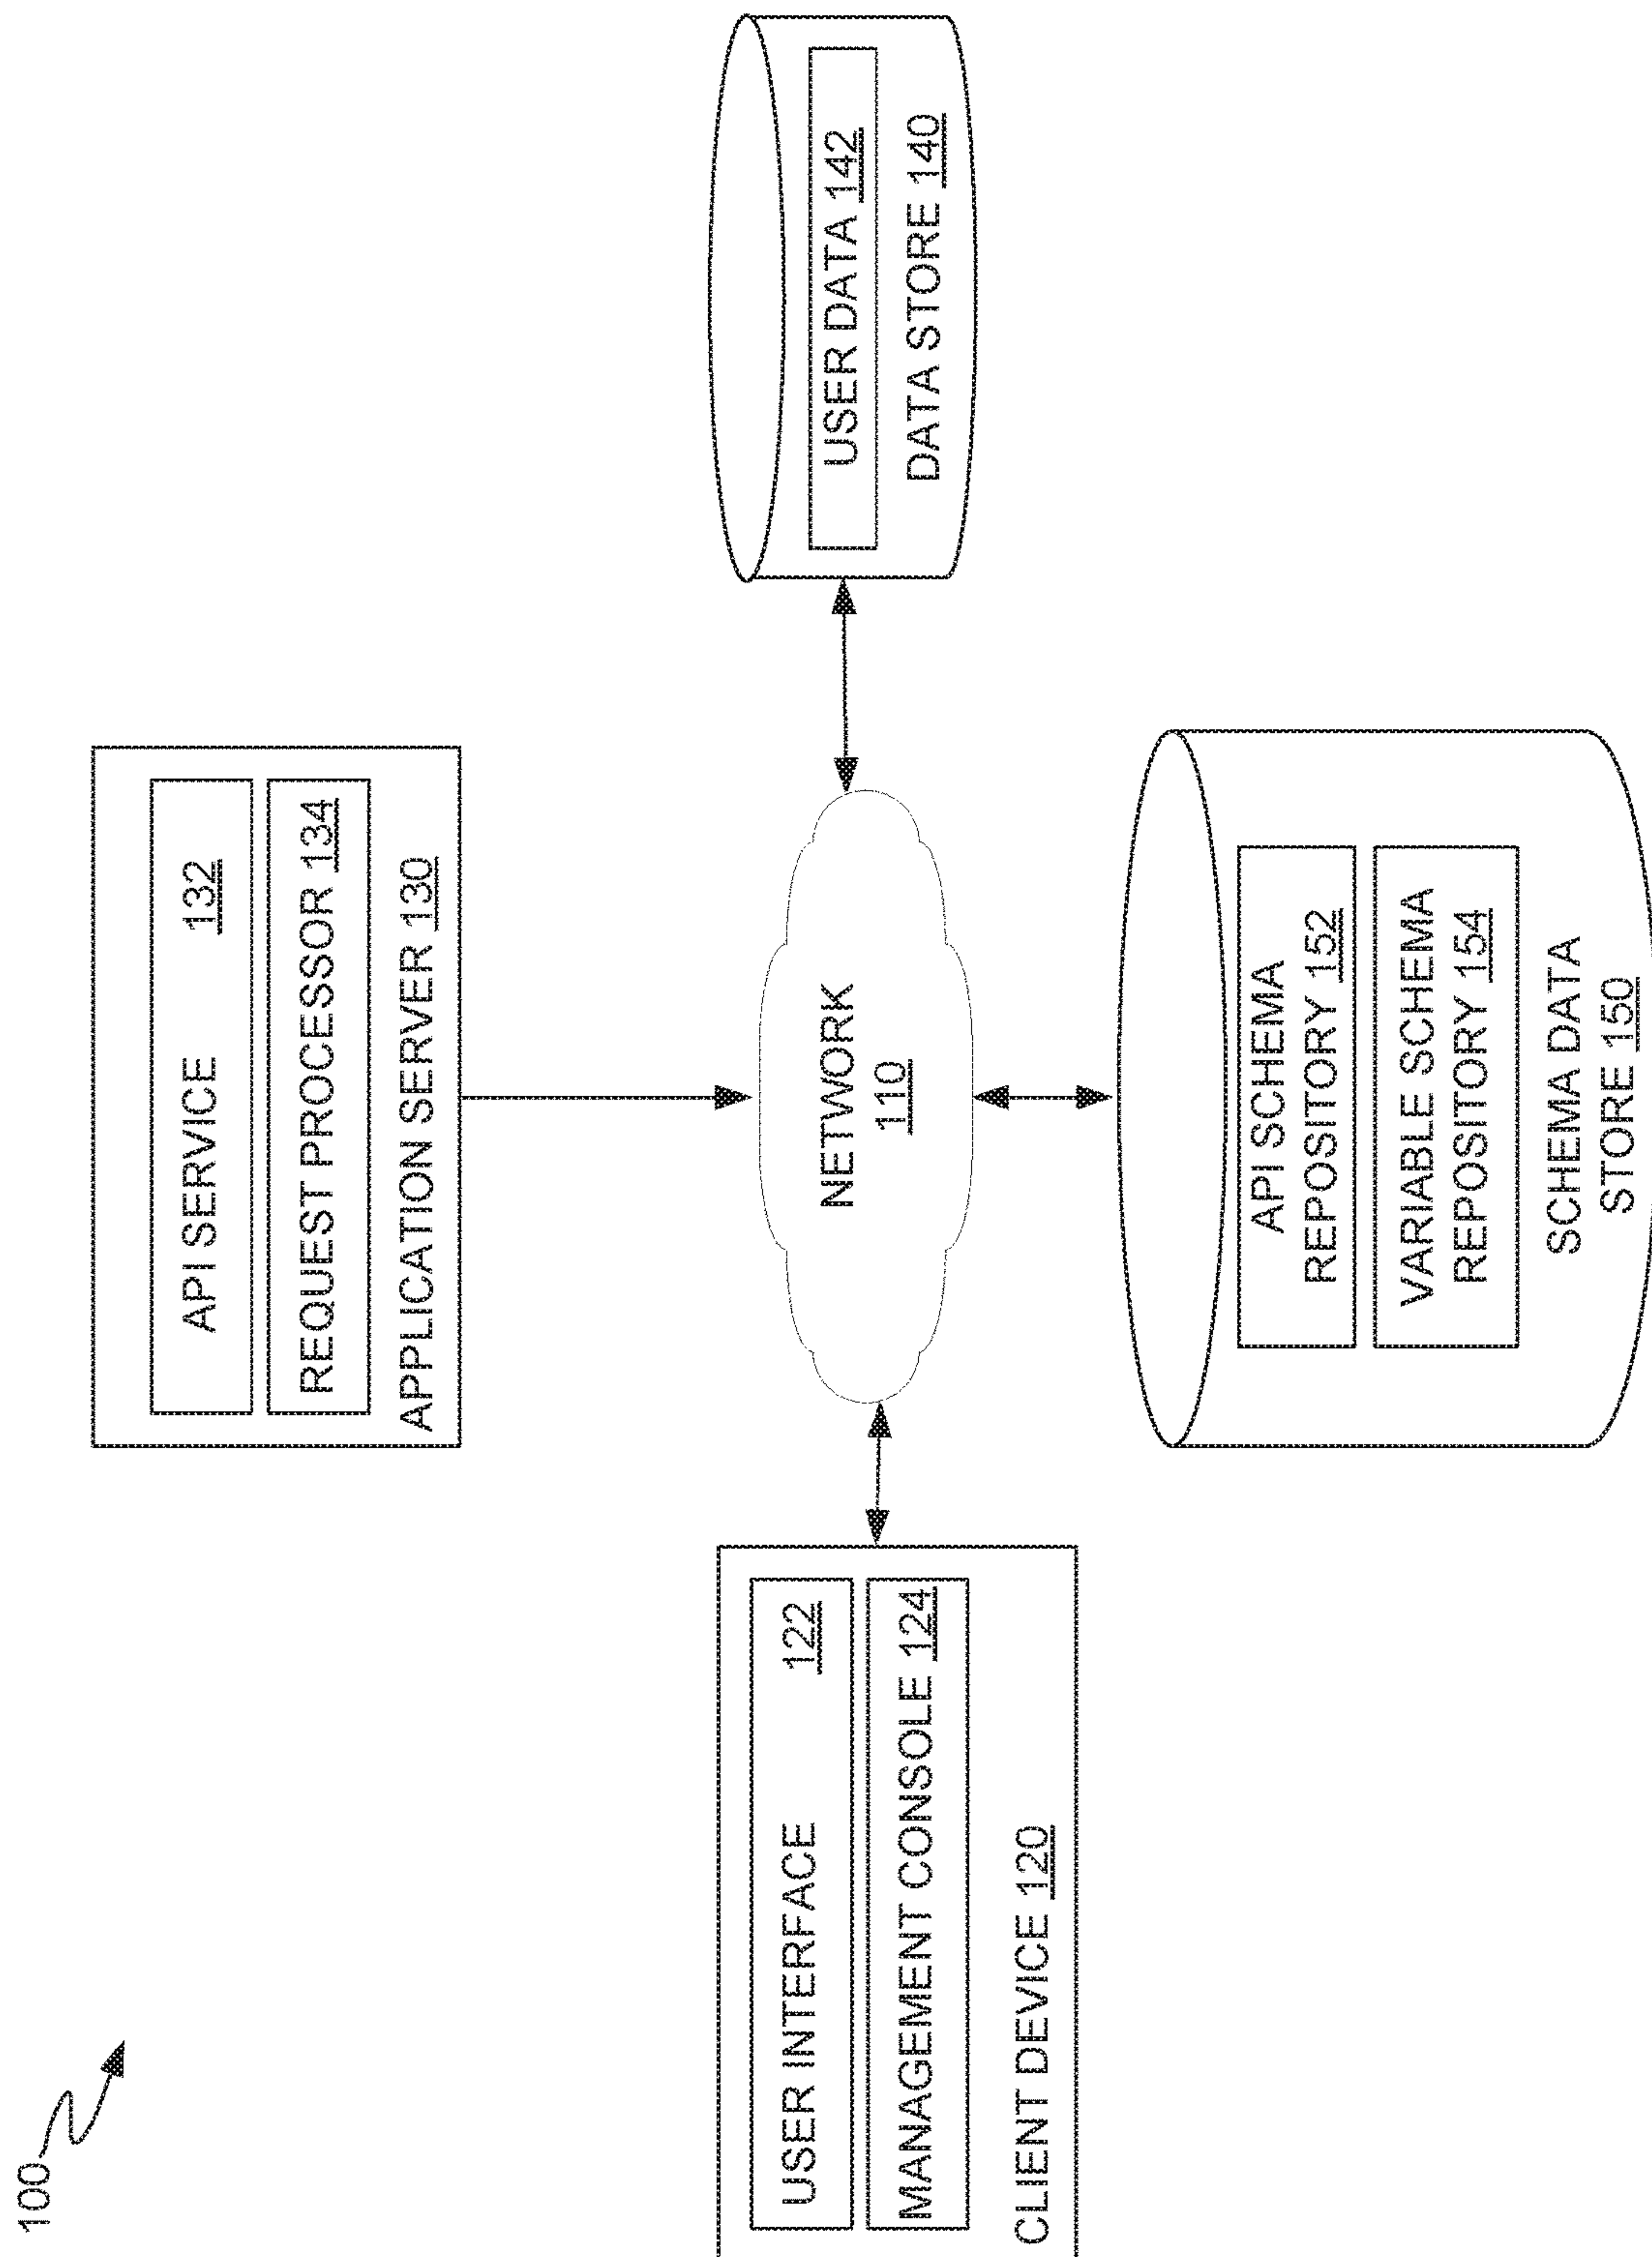 100
API SERVICE 132
REQUEST PROCESSOR 134
APPLICATION SERVER 130
USER INTERFACE 122
MANAGEMENT CONSOLE 124
CLIENT DEVICE 120
NETWORK
110
USER DATA 142
DATA STORE 140
API SCHEMA
REPOSITORY 152
VARIABLE SCHEMA
REPOSITORY 154
SCHEMA DATA
STORE 150